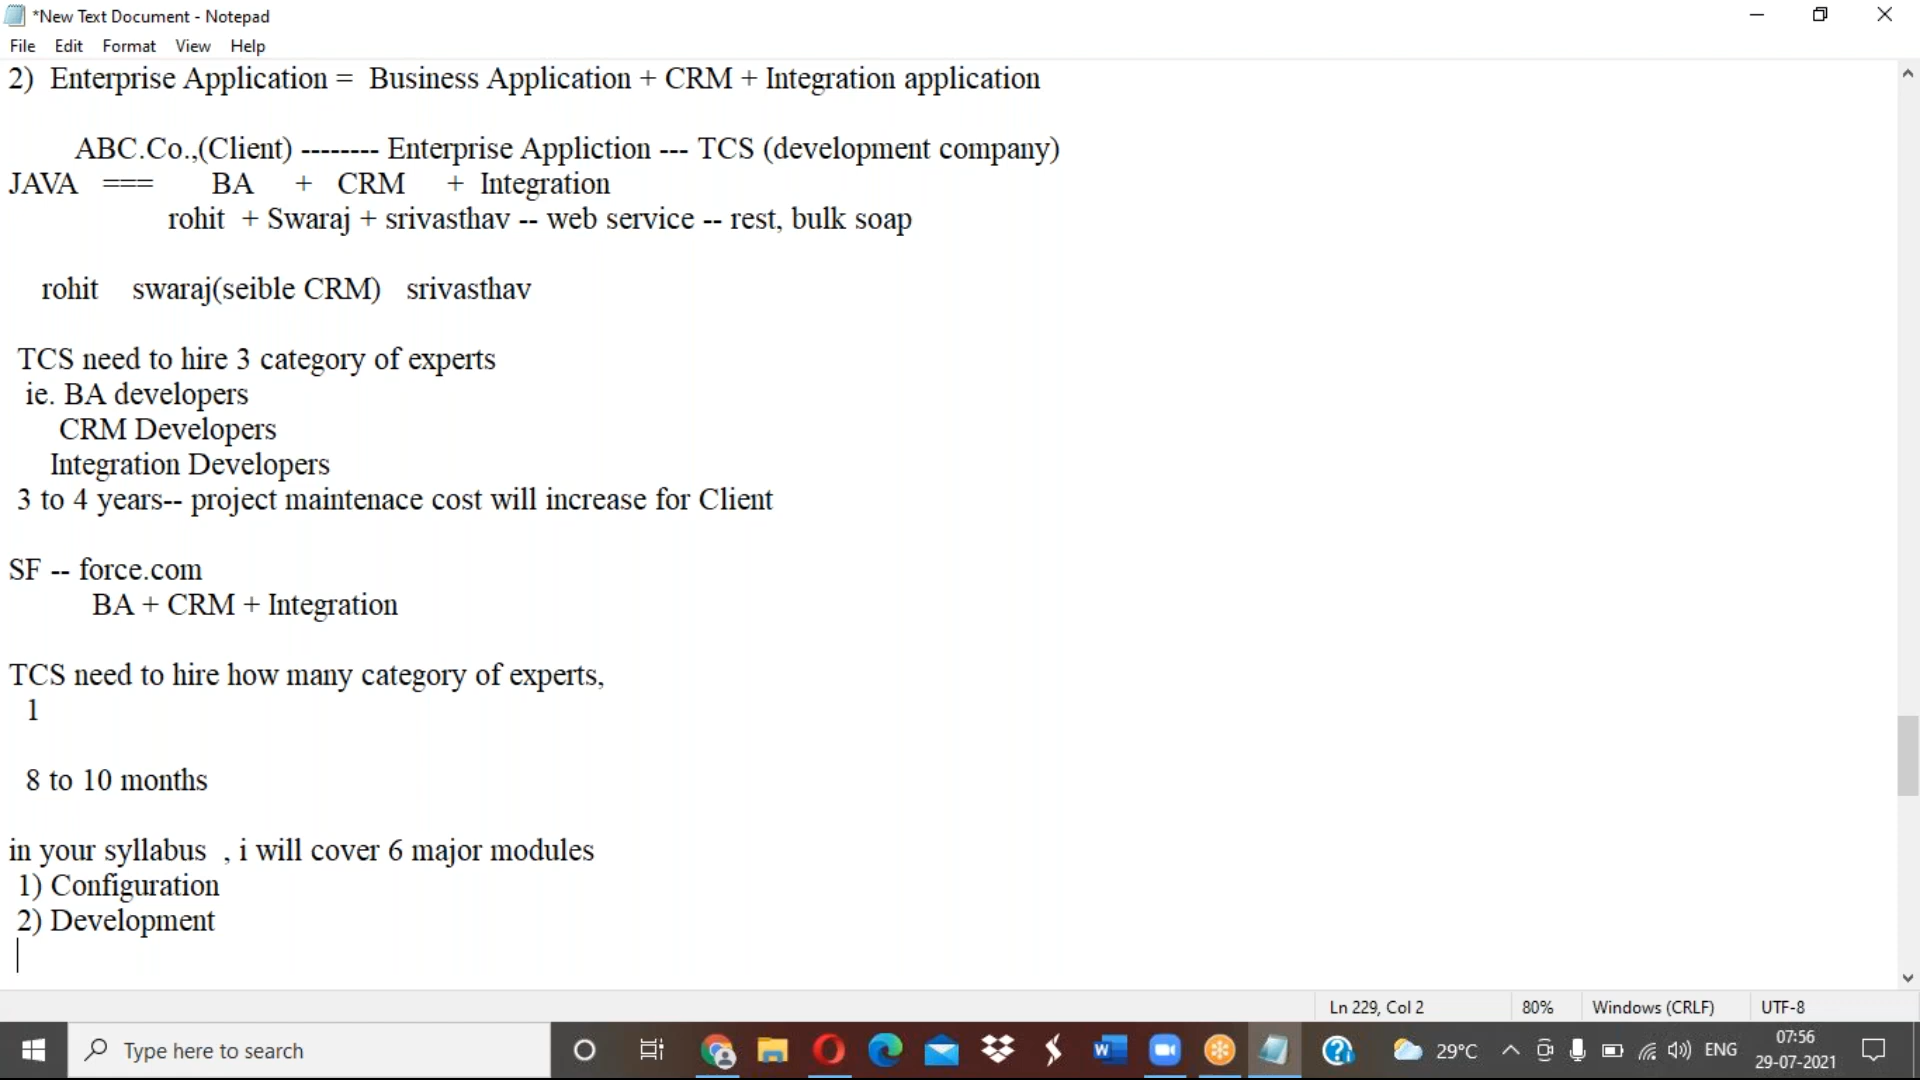 *New Text Document - Notepad
File Edit Format View Help
2) Enterprise Application = Business Application + CRM + Integration application
ABC.Co.,(Client) -------- Enterprise Appliction --- TCS (development company)
JAVA === BA + CRM + Integration
rohit + Swaraj + srivasthav -- web service -- rest, bulk soap
rohit swaraj(seible CRM) srivasthav
TCS need to hire 3 category of experts
ie. BA developers
CRM Developers
Integration Developers
3 to 4 years-- project maintenace cost will increase for Client
SF -- force.com
BA + CRM + Integration
TCS need to hire how many category of experts,
1
8 to 10 months
in your syllabus , i will cover 6 major modules
1) Configuration
2) Development
Ln 229, Col 2 80% Windows (CRLF) UTF-8
Type here to search 29°C ENG 07:56
29-07-2021